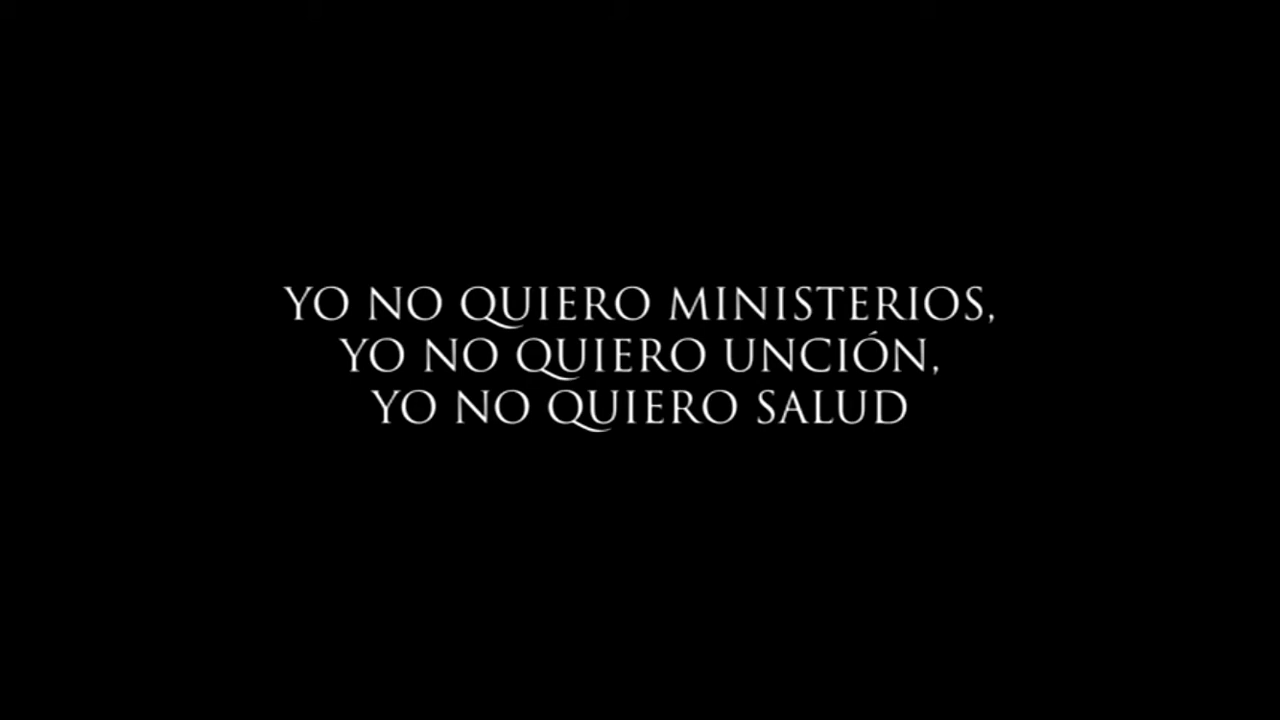 YO NO QUIERO MINISTERIOS,
YO NO QUIERO UNCIÓN,
YO NO QUIERO SALUD